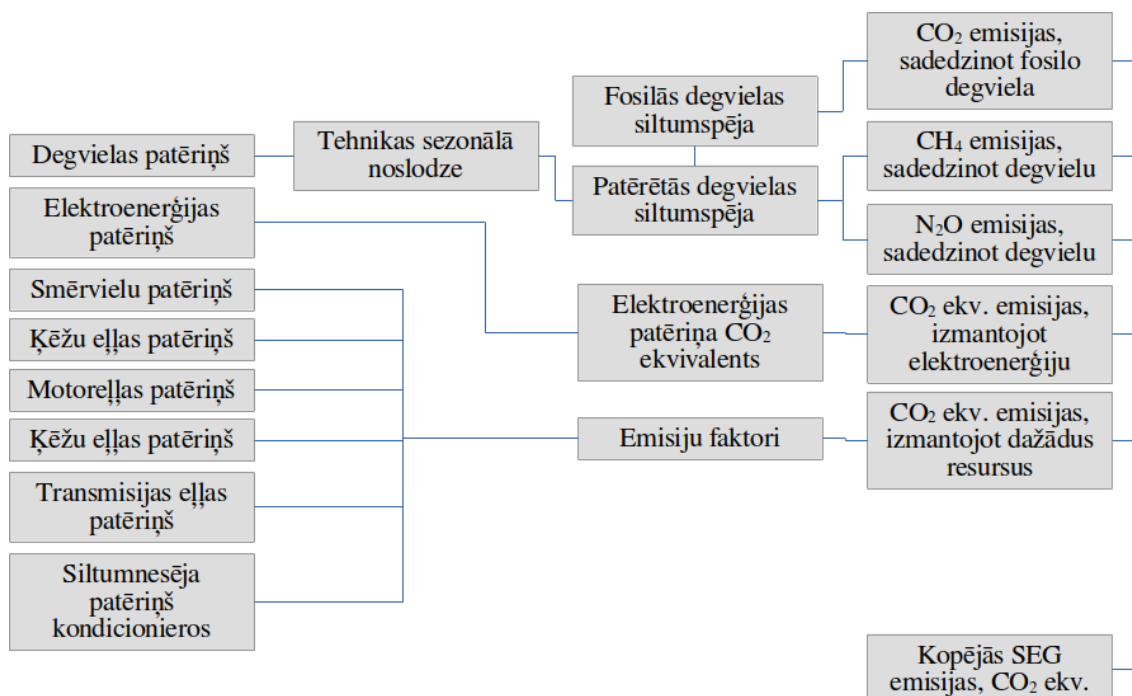 Degvielas patēriņš
Elektroenerģijas
patēriņš
Smērvielu patēriņš
Ķēžu eļļas patēriņš
Motoreļļas patēriņš
Ķēžu eļļas patēriņš
Transmisijas eļļas
patēriņš
Siltumnesēja
patēriņš
kondicionieros
Tehnikas sezonālā
noslodze
Fosilās degvielas
siltumspēja
Patērētās degvielas
siltumspēja
Elektroenerģijas
patēriņa CO₂
ekvivalents
Emisiju faktori
CO₂ emisijas,
sadedzinot fosilo
degviela
CH₄ emisijas,
sadedzinot degvielu
N₂O emisijas,
sadedzinot degvielu
CO₂ ekv. emisijas,
izmantojot
elektroenerģiju
CO₂ ekv. emisijas,
izmantojot dažādus
resursus
Kopējās SEG
emisijas, CO₂ ekv.